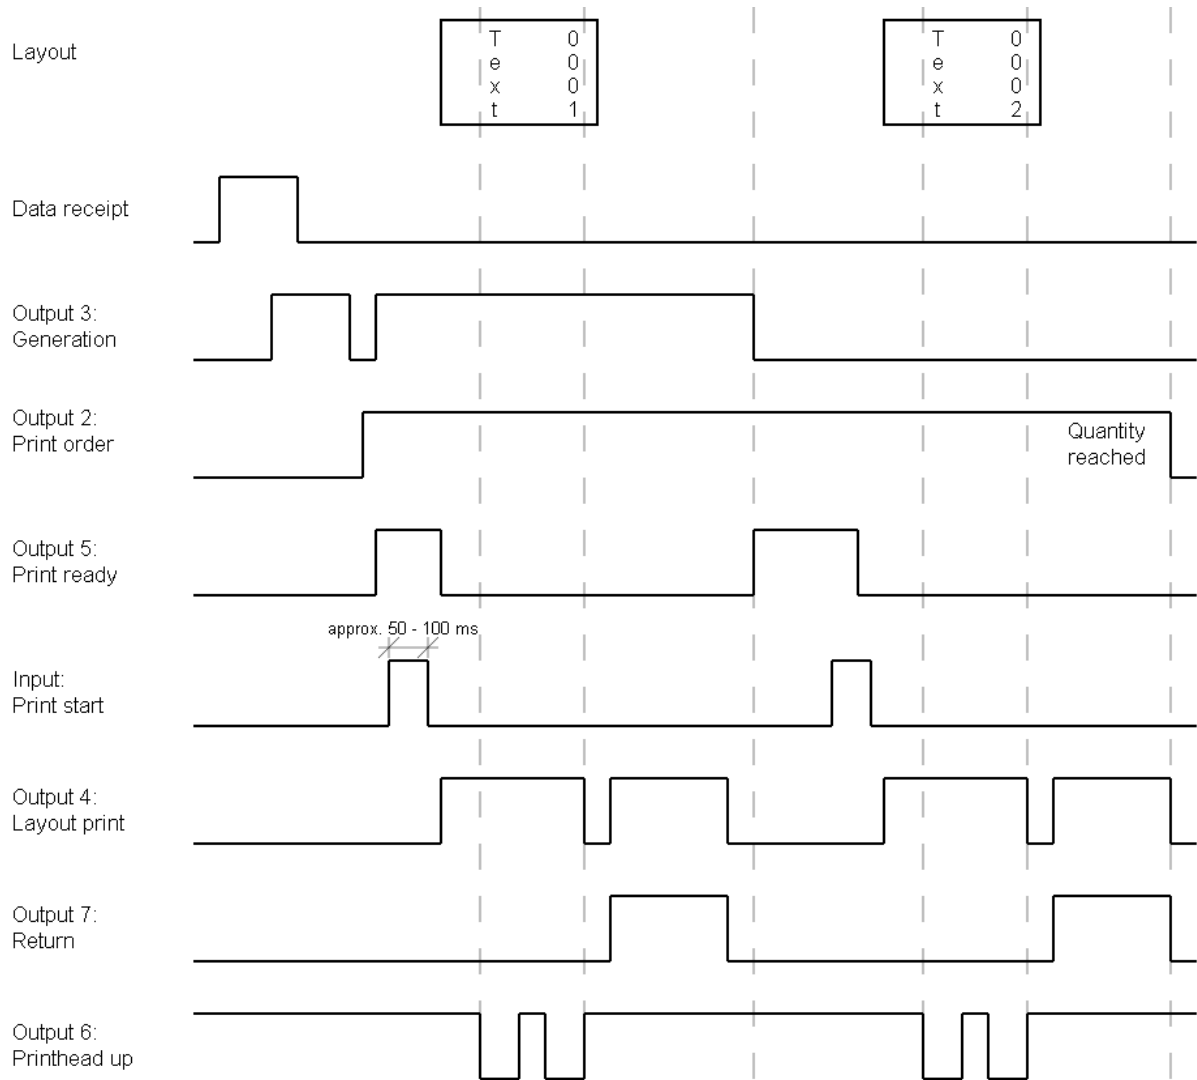 Layout
T 0
e 0
x 0
t 1
T 0
e 0
x 0
t 2
Data receipt
Output 3:
Generation
Output 2:
Print order
Quantity
reached
Output 5:
Print ready
approx. 50 - 100 ms
Input:
Print start
Output 4:
Layout print
Output 7:
Return
Output 6:
Printhead up